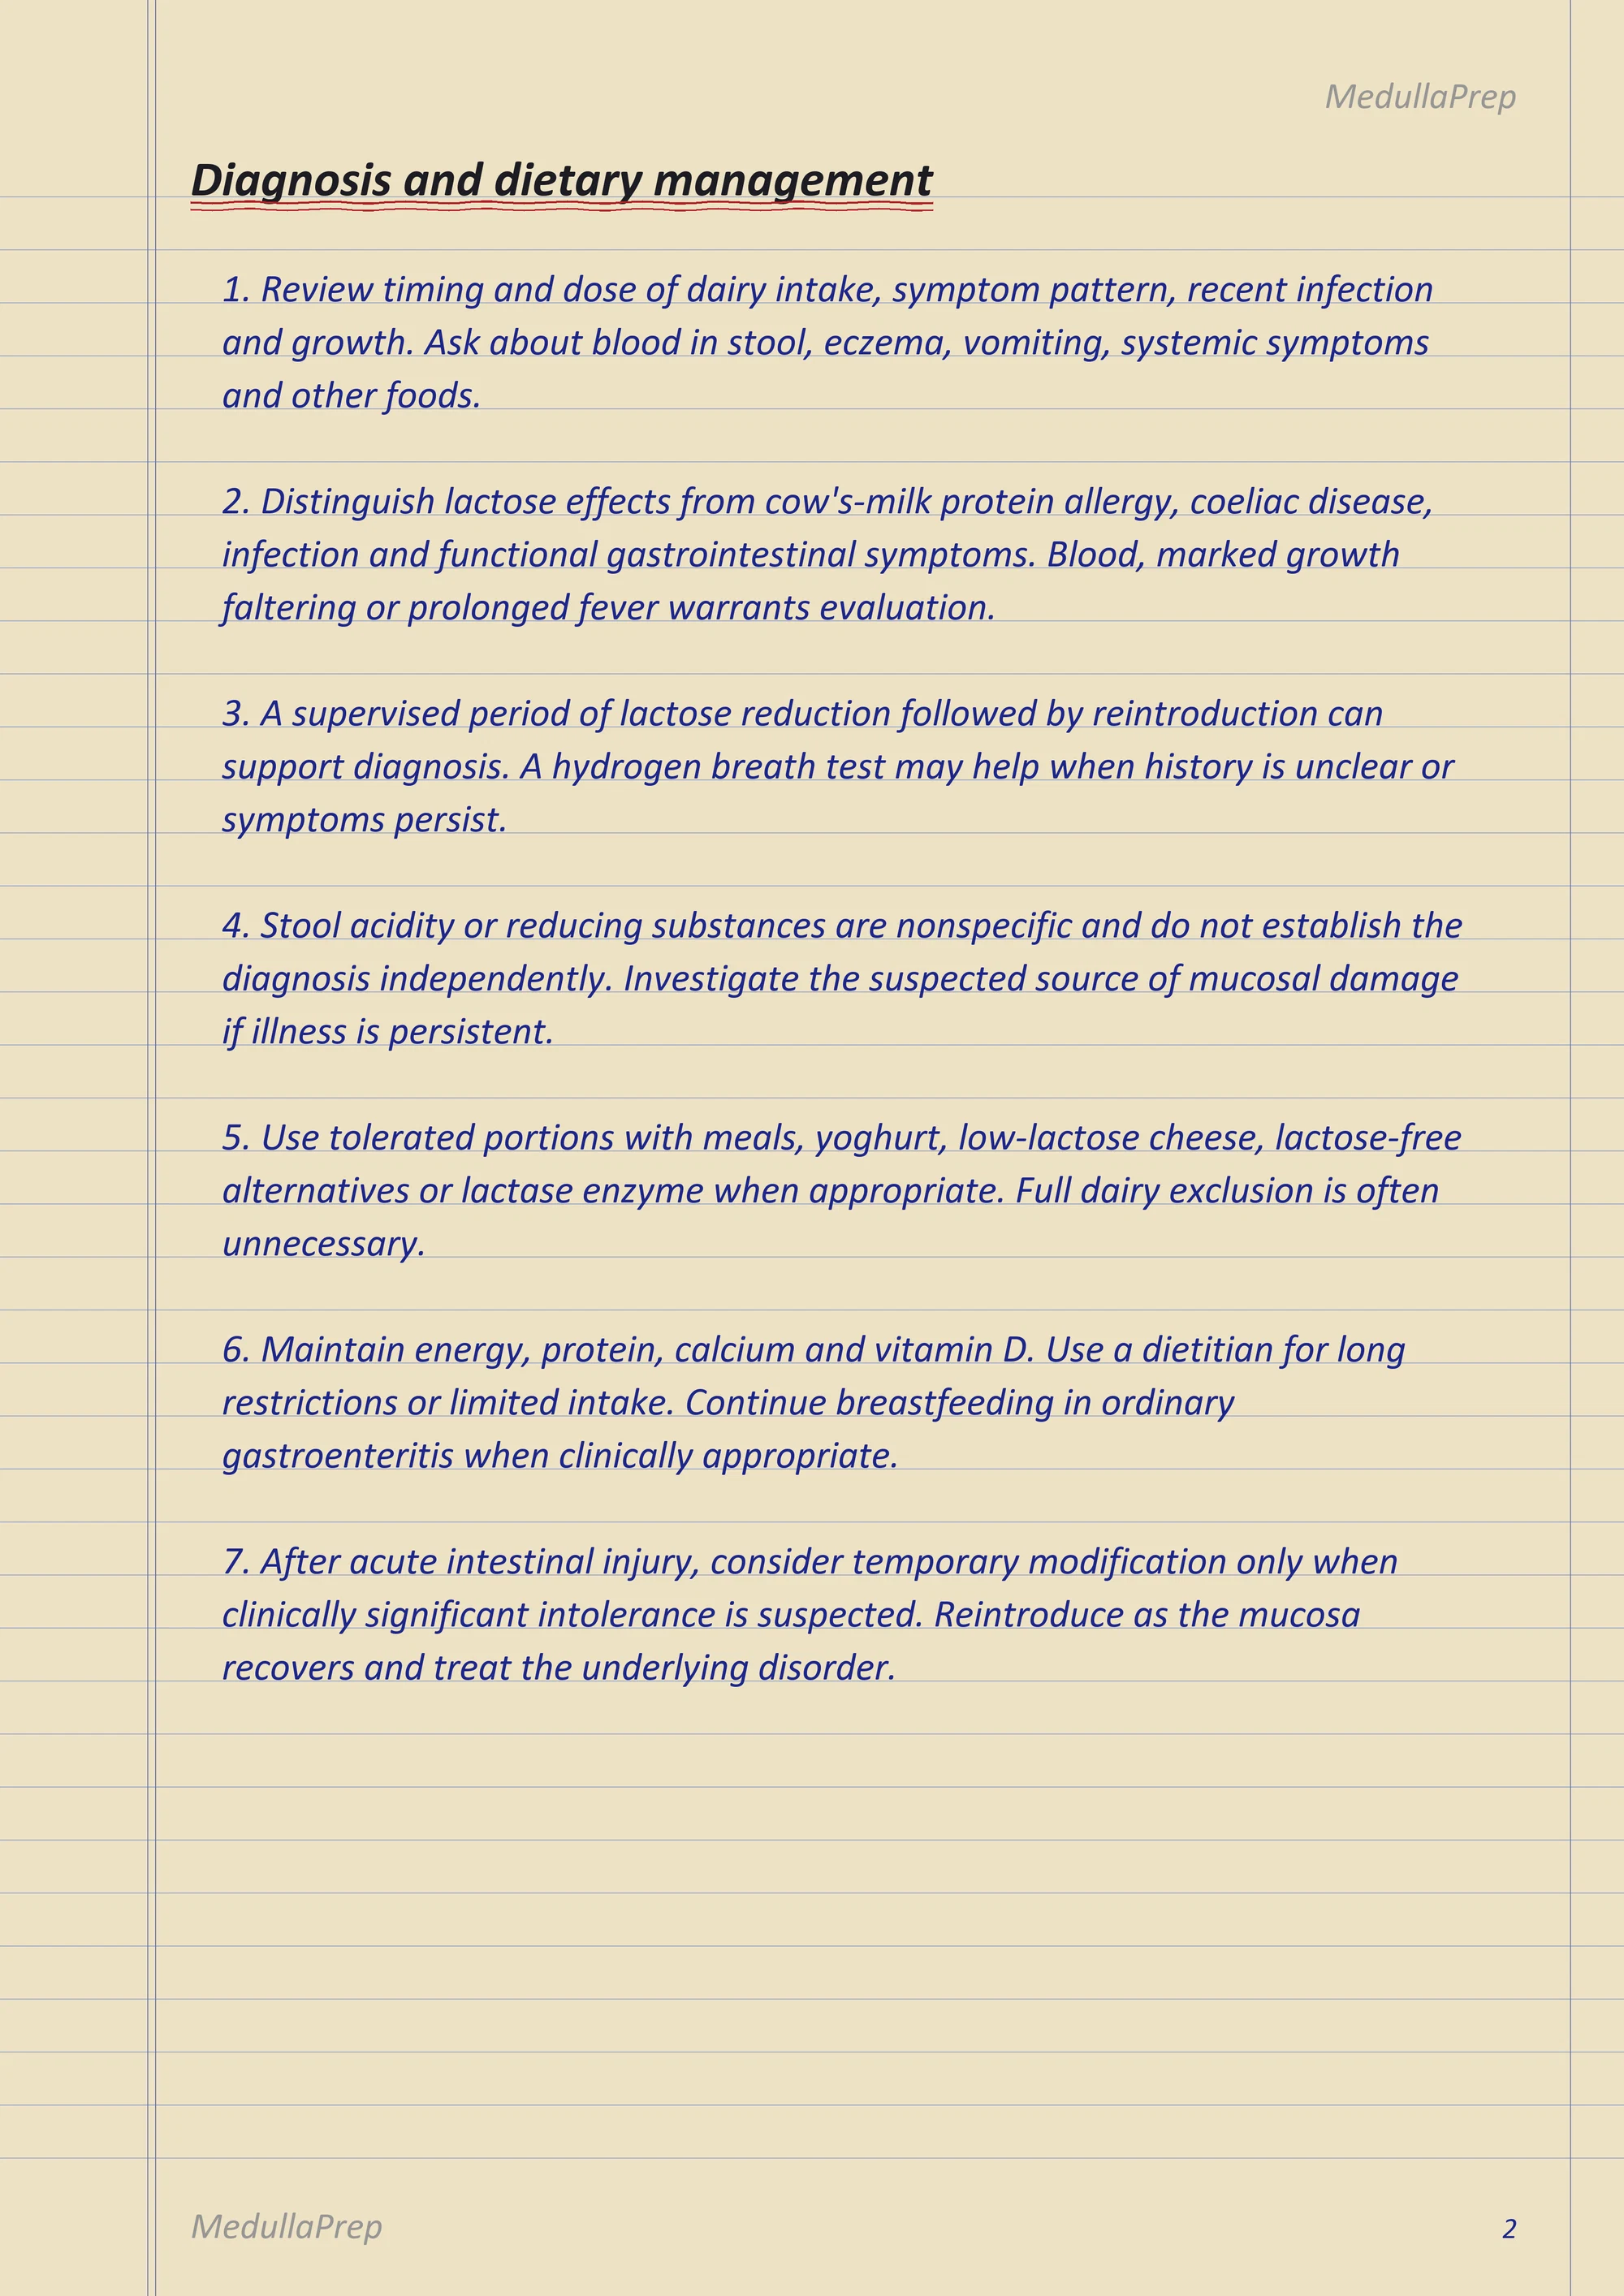 MedullaPrep
Diagnosis and dietary management
1. Review timing and dose of dairy intake, symptom pattern, recent infection
and growth. Ask about blood in stool, eczema, vomiting, systemic symptoms
and other foods.
2. Distinguish lactose effects from cow's-milk protein allergy, coeliac disease,
infection and functional gastrointestinal symptoms. Blood, marked growth
faltering or prolonged fever warrants evaluation.
3. A supervised period of lactose reduction followed by reintroduction can
support diagnosis. A hydrogen breath test may help when history is unclear or
symptoms persist.
4. Stool acidity or reducing substances are nonspecific and do not establish the
diagnosis independently. Investigate the suspected source of mucosal damage
if illness is persistent.
5. Use tolerated portions with meals, yoghurt, low-lactose cheese, lactose-free
alternatives or lactase enzyme when appropriate. Full dairy exclusion is often
unnecessary.
6. Maintain energy, protein, calcium and vitamin D. Use a dietitian for long
restrictions or limited intake. Continue breastfeeding in ordinary
gastroenteritis when clinically appropriate.
7. After acute intestinal injury, consider temporary modification only when
clinically significant intolerance is suspected. Reintroduce as the mucosa
recovers and treat the underlying disorder.
MedullaPrep
2